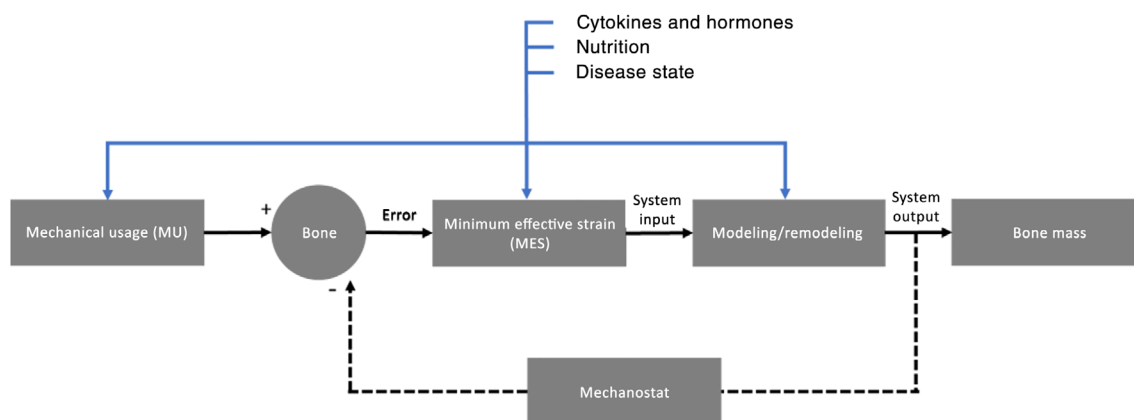 Cytokines and hormones
Nutrition
Disease state
Mechanical usage (MU)
+
Bone
-
Error
Minimum effective strain
(MES)
System
input
Modeling/remodeling
System
output
Bone mass
Mechanostat